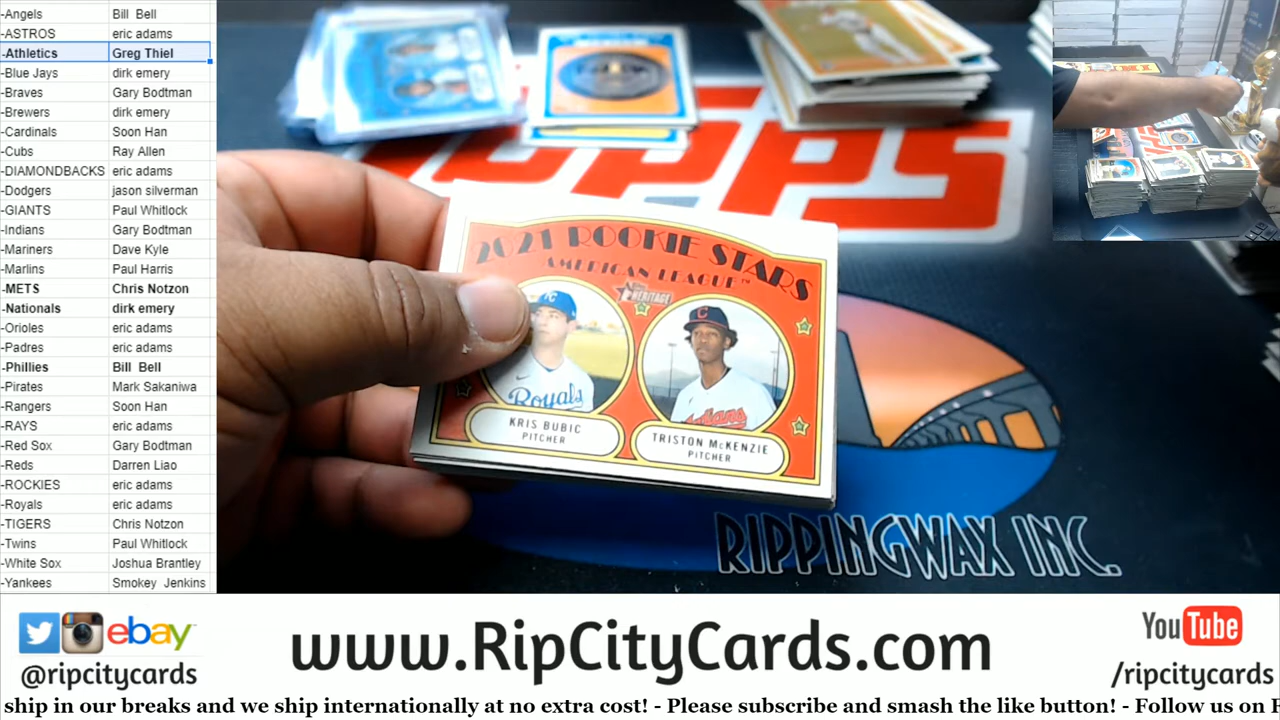 -Angels Bill Bell
-ASTROS eric adams
-Athletics Greg Thiel
-Blue Jays dirk emery
-Braves Gary Bodtman
-Brewers dirk emery
-Cardinals Soon Han
-Cubs Ray Allen
-DIAMONDBACKS eric adams
-Dodgers jason silverman
-GIANTS Paul Whitlock
-Indians Gary Bodtman
-Mariners Dave Kyle
-Marlins Paul Harris
-METS Chris Notzon
-Nationals dirk emery
-Orioles eric adams
-Padres eric adams
-Phillies Bill Bell
-Pirates Mark Sakaniwa
-Rangers Soon Han
-RAYS eric adams
-Red Sox Gary Bodtman
-Reds Darren Liao
-ROCKIES eric adams
-Royals eric adams
-TIGERS Chris Notzon
-Twins Paul Whitlock
-White Sox Joshua Brantley
-Yankees Smokey Jenkins
TOPPS
2021 ROOKIE STARS
AMERICAN LEAGUE™
HERITAGE
KC
C
Royals
Indians
KRIS BUBIC
PITCHER
TRISTON McKENZIE
PITCHER
RIPPINGWAX INC.
ebay
@ripcitycards
www.RipCityCards.com
YouTube
/ripcitycards
ship in our breaks and we ship internationally at no extra cost! - Please subscribe and smash the like button! - Follow us on